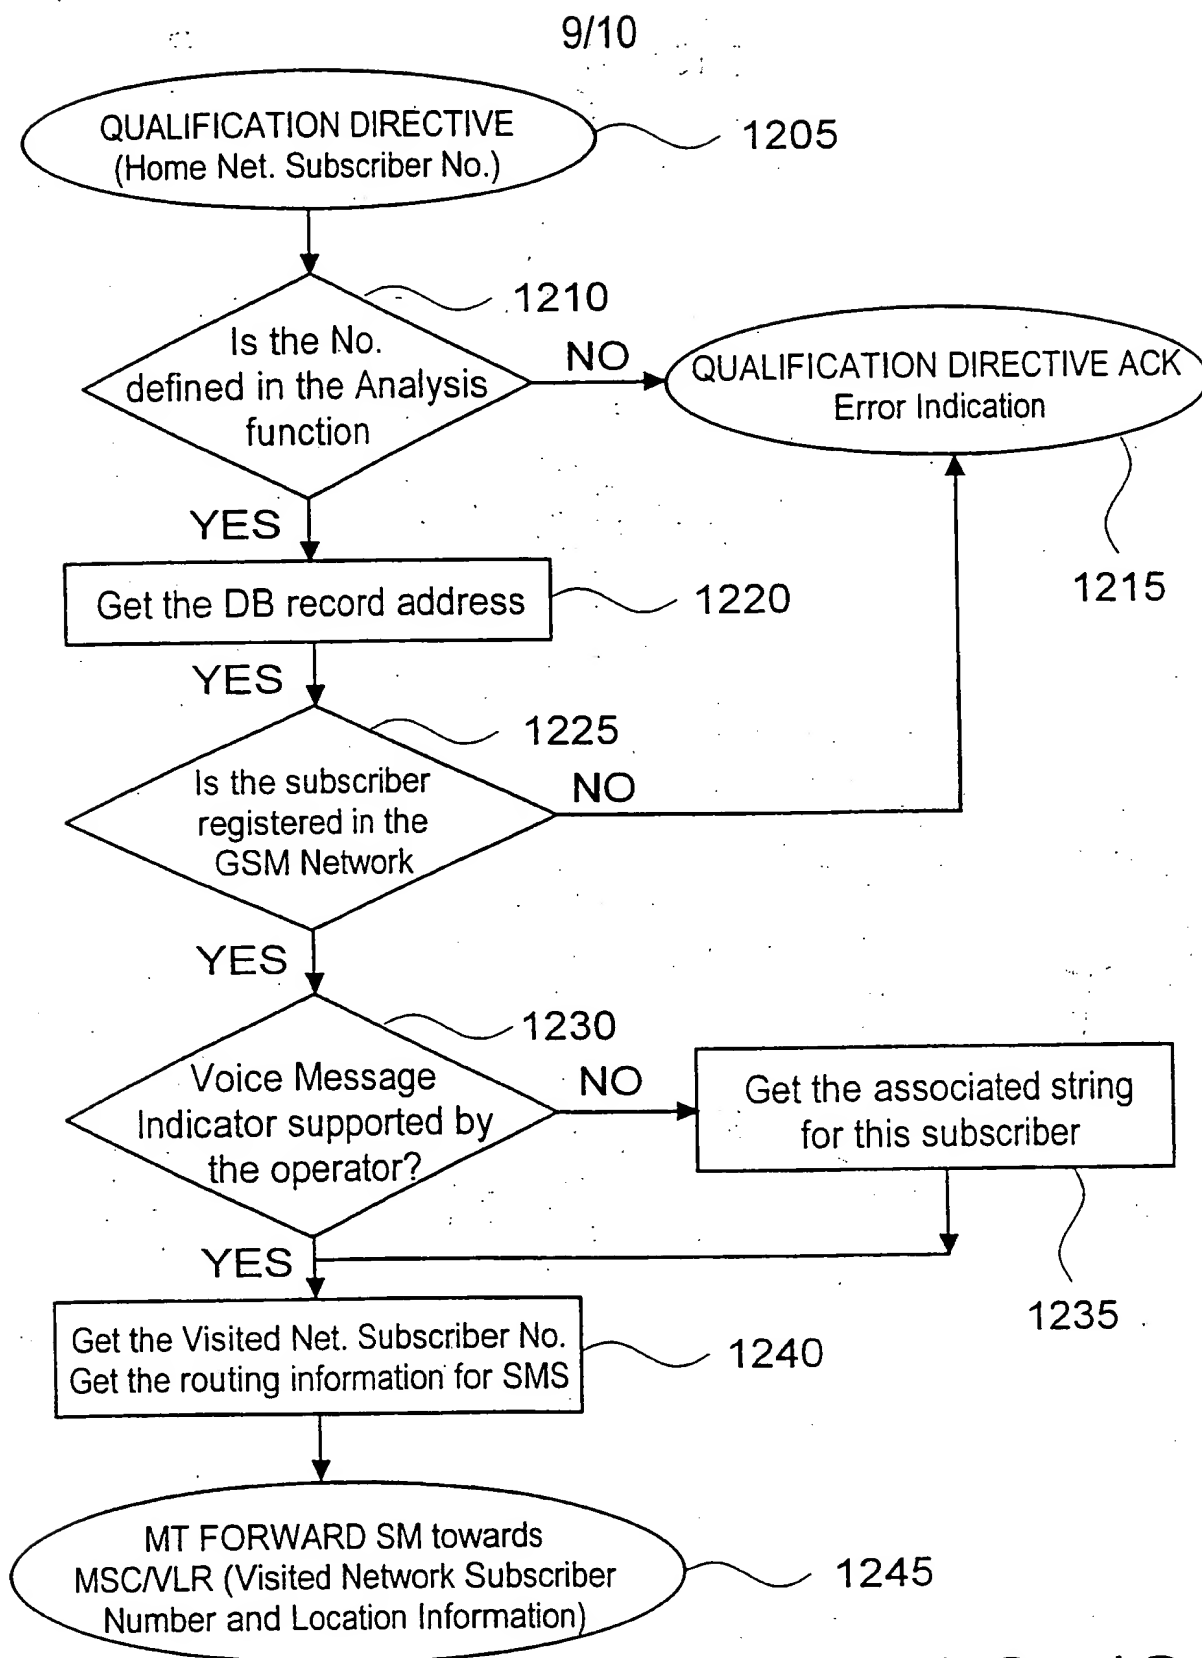 9/10
QUALIFICATION DIRECTIVE
(Home Net. Subscriber No.)
1205
1210
Is the No.
defined in the Analysis
function
NO
QUALIFICATION DIRECTIVE ACK
Error Indication
1215
YES
Get the DB record address
1220
YES
1225
Is the subscriber
registered in the
GSM Network
NO
YES
1230
Voice Message
Indicator supported by
the operator?
NO
Get the associated string
for this subscriber
1235
YES
Get the Visited Net. Subscriber No.
Get the routing information for SMS
1240
MT FORWARD SM towards
MSC/VLR (Visited Network Subscriber
Number and Location Information)
1245